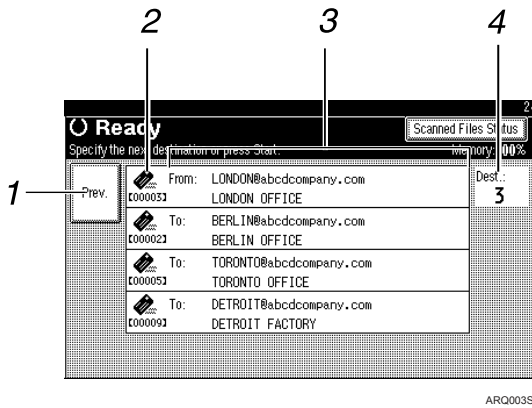 2 3 4
2
Ready
Scanned Files Status
Specify the next destination or press Start. Memory:100%
1
Prev.
From: LONDON@abcdcompany.com
[00003] LONDON OFFICE
Dest.:
3
To: BERLIN@abcdcompany.com
[00002] BERLIN OFFICE
To: TORONTO@abcdcompany.com
[00005] TORONTO OFFICE
To: DETROIT@abcdcompany.com
[00009] DETROIT FACTORY
ARQ003S